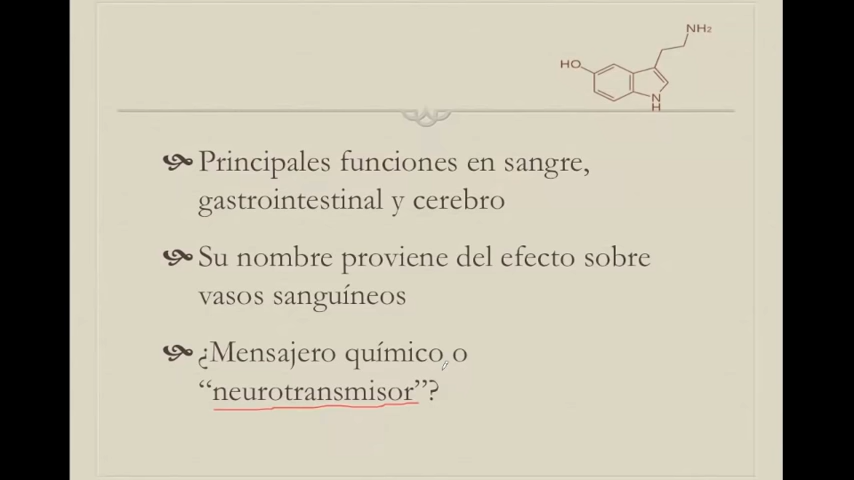 NH₂
HO
N
H
Principales funciones en sangre,
gastrointestinal y cerebro
Su nombre proviene del efecto sobre
vasos sanguíneos
¿Mensajero químico o
“neurotransmisor”?